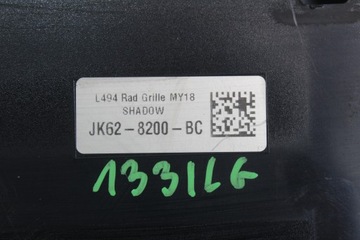 L494 Rad Grille MY18
SHADOW
JK62-8200-BC
1331LG